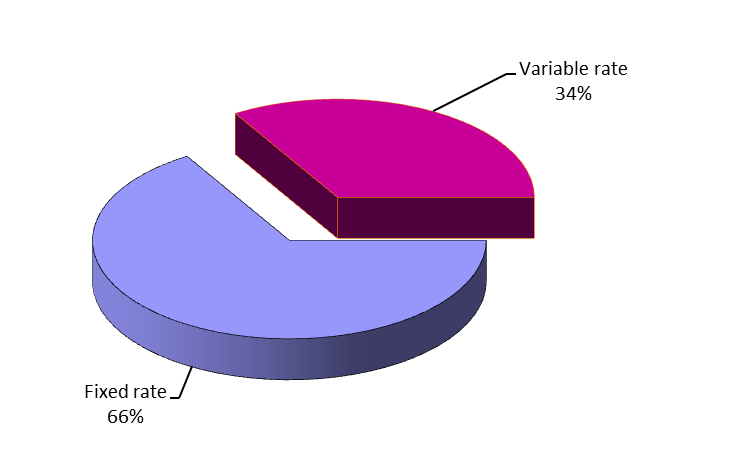 Variable rate
34%
Fixed rate
66%